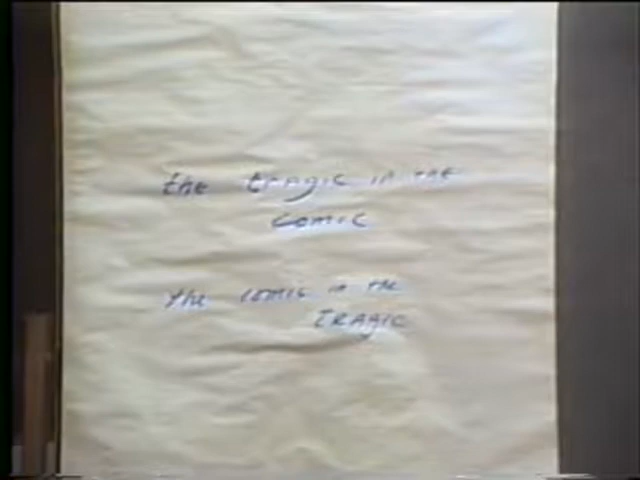 the tragic in the
comic
the comic in the
TRAgic